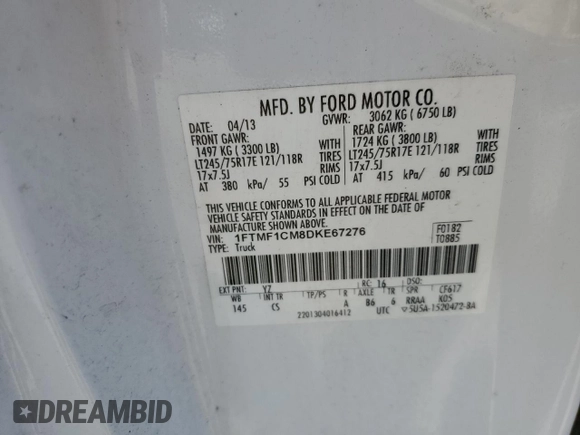 MFD. BY FORD MOTOR CO.
DATE: 04/13 GVWR: 3062 KG ( 6750 LB)
FRONT GAWR: REAR GAWR:
1497 KG ( 3300 LB) WITH 1724 KG ( 3800 LB) WITH
LT245/75R17E 121/118R TIRES LT245/75R17E 121/118R TIRES
17x7.5J RIMS 17x7.5J RIMS
AT 380 kPa/ 55 PSI COLD AT 415 kPa/ 60 PSI COLD
THIS VEHICLE CONFORMS TO ALL APPLICABLE FEDERAL MOTOR
VEHICLE SAFETY STANDARDS IN EFFECT ON THE DATE OF
MANUFACTURE SHOWN ABOVE.
VIN: 1FTMF1CM8DKE67276 F0182
TYPE: Truck T0885
EXT PNT: YZ RC: 16 DSO:
WB INT TR TP/PS R AXLE TR SPR CF617
145 CS A B6 6 RRAA K05
2201304016412 UTC 5U5A-1520472-BA
DREAMBID